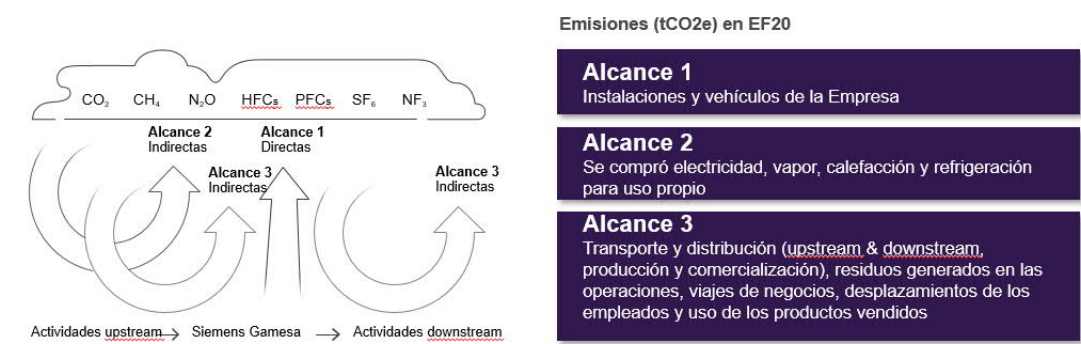 CO₂ CH₄ N₂O HFCs PFCs SF₆ NF₃
Alcance 2
Indirectas
Alcance 1
Directas
Alcance 3
Indirectas
Alcance 3
Indirectas
Actividades upstream Siemens Gamesa Actividades downstream
Emisiones (tCO2e) en EF20
Alcance 1
Instalaciones y vehículos de la Empresa
Alcance 2
Se compró electricidad, vapor, calefacción y refrigeración
para uso propio
Alcance 3
Transporte y distribución (upstream & downstream,
producción y comercialización), residuos generados en las
operaciones, viajes de negocios, desplazamientos de los
empleados y uso de los productos vendidos